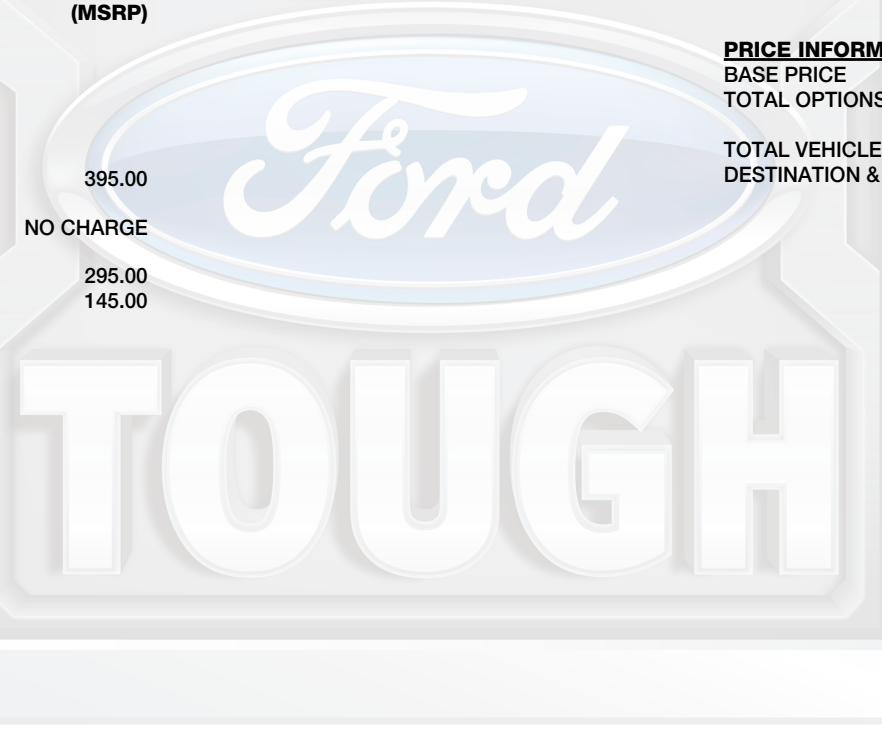 (MSRP)
395.00
NO CHARGE
295.00
145.00
PRICE INFORM
BASE PRICE
TOTAL OPTIONS
TOTAL VEHICLE
DESTINATION &
Ford
TOUGH